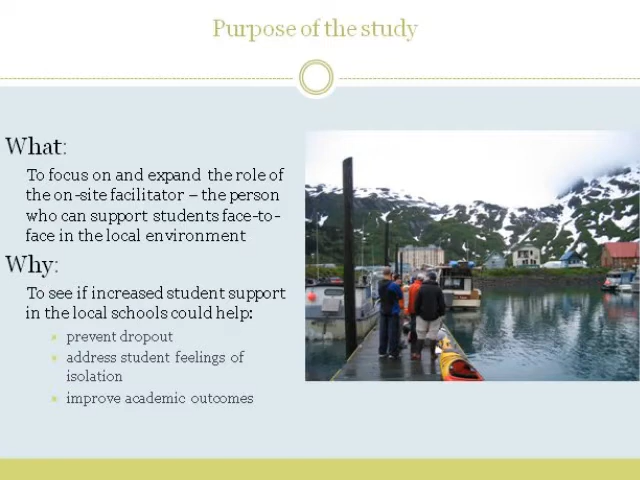 Purpose of the study
What:
To focus on and expand the role of
the on-site facilitator – the person
who can support students face-to-
face in the local environment
Why:
To see if increased student support
in the local schools could help:
prevent dropout
address student feelings of
isolation
improve academic outcomes